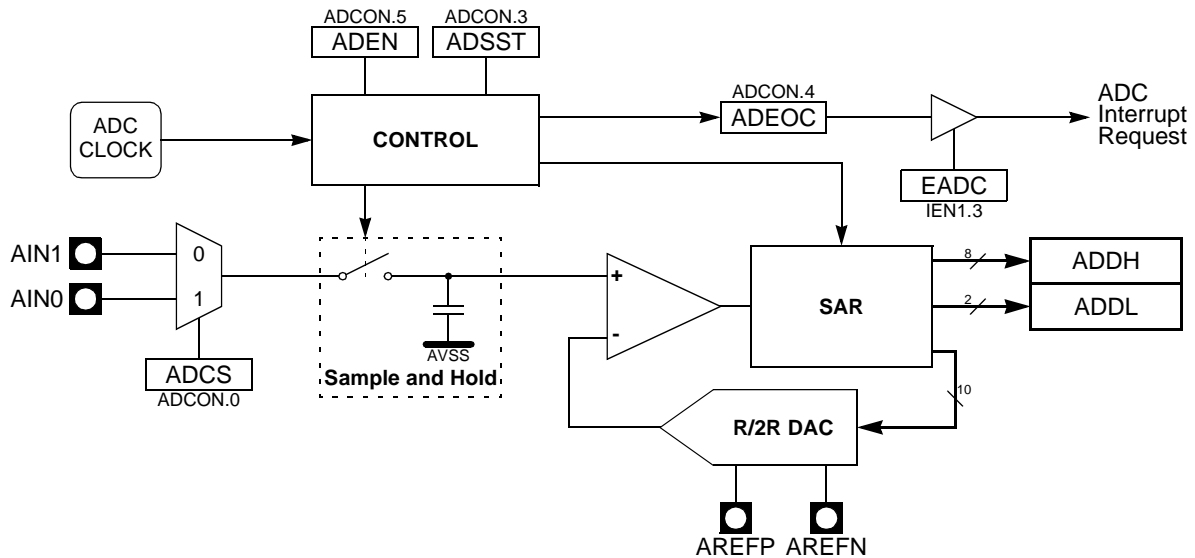 ADCON.5
ADEN
ADCON.3
ADSST
ADC
CLOCK
CONTROL
ADCON.4
ADEOC
ADC
Interrupt
Request
EADC
IEN1.3
AIN1
AIN0
0
1
ADCS
ADCON.0
AVSS
Sample and Hold
+
-
SAR
8
ADDH
2
ADDL
10
R/2R DAC
AREFP
AREFN